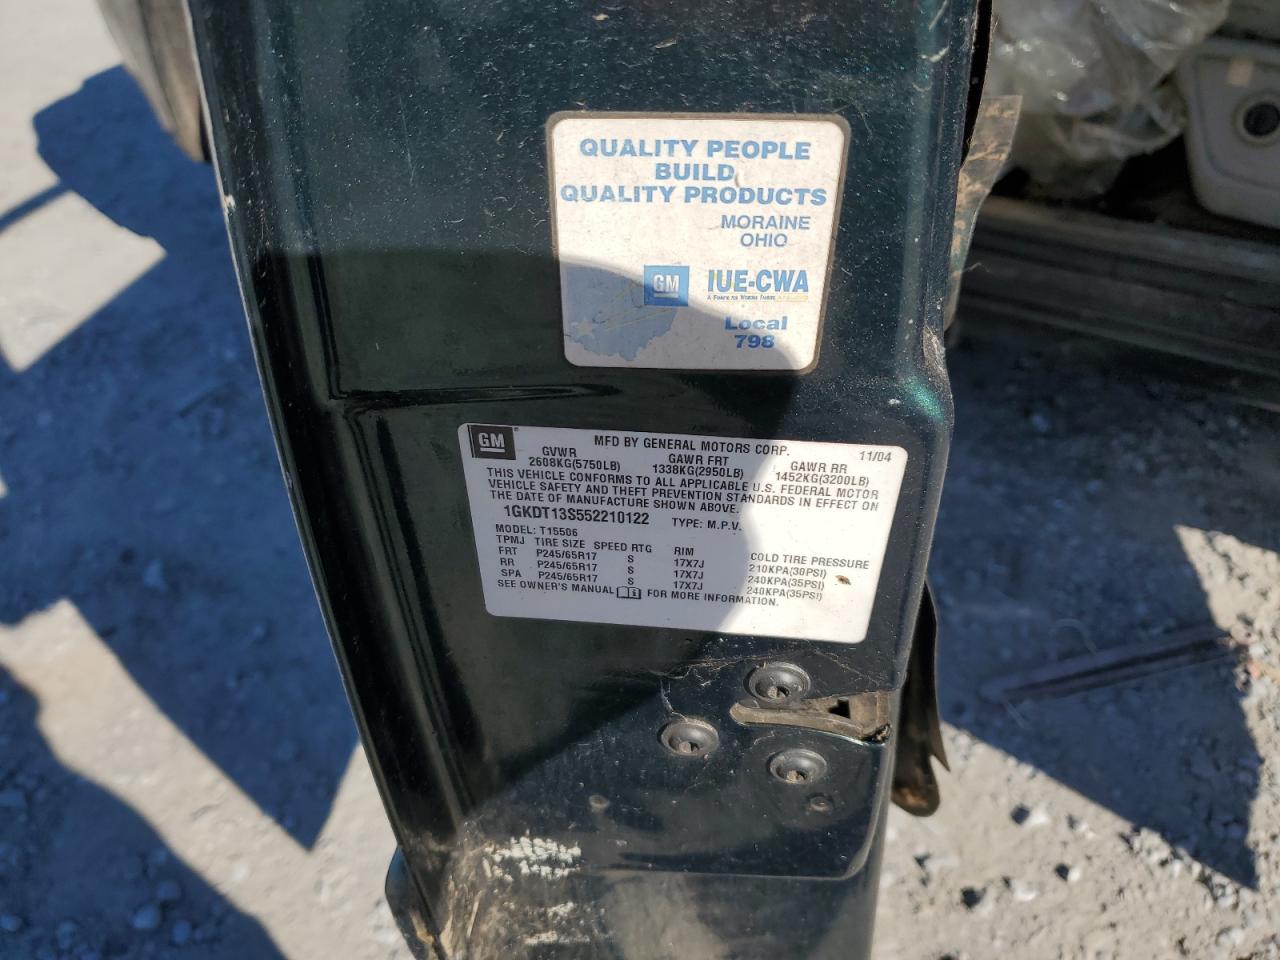 QUALITY PEOPLE
BUILD
QUALITY PRODUCTS
MORAINE
OHIO
GM IUE-CWA
Local
798
GM MFD BY GENERAL MOTORS CORP. 11/04
GVWR GAWR FRT GAWR RR
2608KG(5750LB) 1338KG(2950LB) 1452KG(3200LB)
THIS VEHICLE CONFORMS TO ALL APPLICABLE U.S. FEDERAL MOTOR
VEHICLE SAFETY AND THEFT PREVENTION STANDARDS IN EFFECT ON
THE DATE OF MANUFACTURE SHOWN ABOVE.
1GKDT13S552210122 TYPE: M.P.V.
MODEL: T15506
TPMJ TIRE SIZE SPEED RTG RIM COLD TIRE PRESSURE
FRT P245/65R17 S 17X7J 210KPA(30PSI)
RR P245/65R17 S 17X7J 240KPA(35PSI)
SPA P245/65R17 S 17X7J 240KPA(35PSI)
SEE OWNER'S MANUAL FOR MORE INFORMATION.